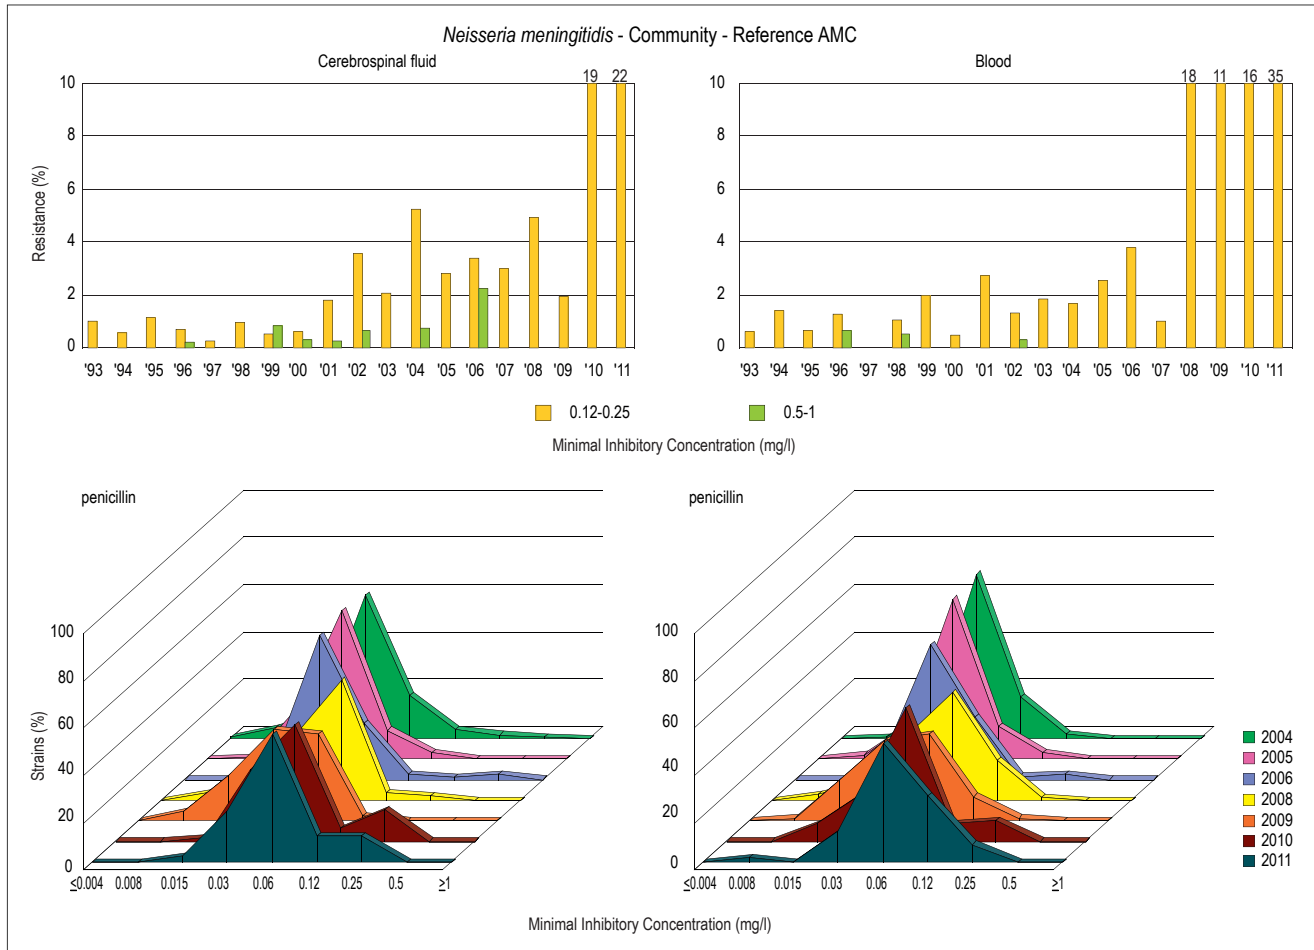 Neisseria meningitidis - Community - Reference AMC
Cerebrospinal fluid
Blood
Resistance (%)
10
8
6
4
2
0
19 22
'93 '94 '95 '96 '97 '98 '99 '00 '01 '02 '03 '04 '05 '06 '07 '08 '09 '10 '11
10
8
6
4
2
0
18 11 16 35
'93 '94 '95 '96 '97 '98 '99 '00 '01 '02 '03 '04 '05 '06 '07 '08 '09 '10 '11
0.12-0.25
0.5-1
Minimal Inhibitory Concentration (mg/l)
penicillin
Strains (%)
100
80
60
40
20
0
≤0.004 0.008 0.015 0.03 0.06 0.12 0.25 0.5 ≥1
penicillin
100
80
60
40
20
0
≤0.004 0.008 0.015 0.03 0.06 0.12 0.25 0.5 ≥1
2004
2005
2006
2008
2009
2010
2011
Minimal Inhibitory Concentration (mg/l)